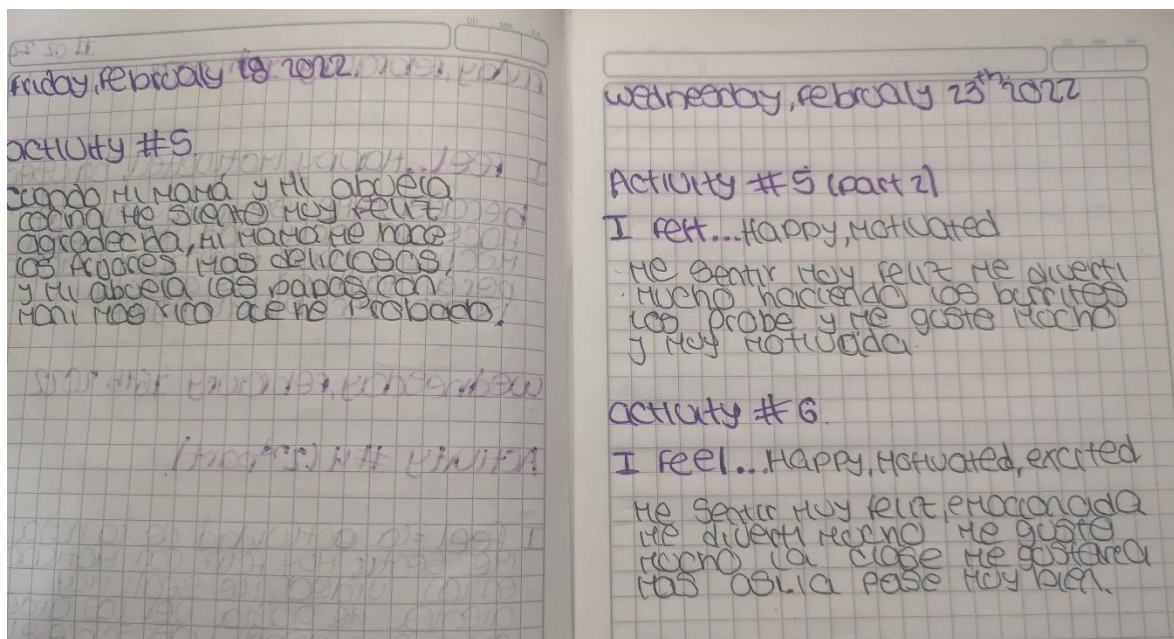 Friday, Februaly 18 2022
activity #5
cuando mi mamá y mi abuela
cocina me siento muy feliz
agredecida, mi mamá me hace
los frijoles mas deliciosos,
y mi abuela las papas con
mani mas rico que he Probado.
wednesday, Februaly 23th 2022
Activity #5 (part 2)
I felt... Happy, Motivated
Me sentir muy feliz me diverti
mucho haciendo los burritos
los probe y me gusto mucho
y muy motivada.
activity #6
I feel... Happy, Motivated, excited
Me sentir muy feliz, emocionada
me diverti mucho me gusto
mucho la clase me gustarea
mas pase muy bien.